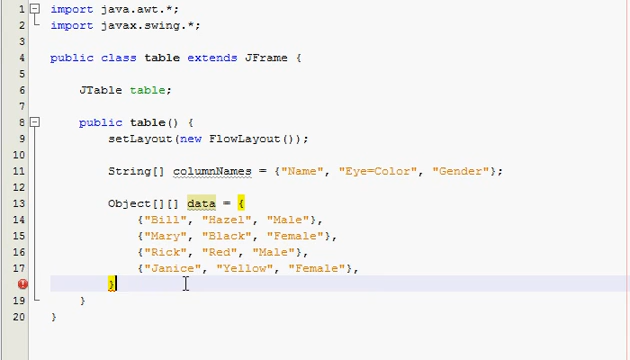 1 import java.awt.*;
2 import javax.swing.*;
3
4 public class table extends JFrame {
5
6 JTable table;
7
8 public table() {
9 setLayout(new FlowLayout());
10
11 String[] columnNames = {"Name", "Eye=Color", "Gender"};
12
13 Object[][] data = {
14 {"Bill", "Hazel", "Male"},
15 {"Mary", "Black", "Female"},
16 {"Rick", "Red", "Male"},
17 {"Janice", "Yellow", "Female"},
}
19 }
20 }